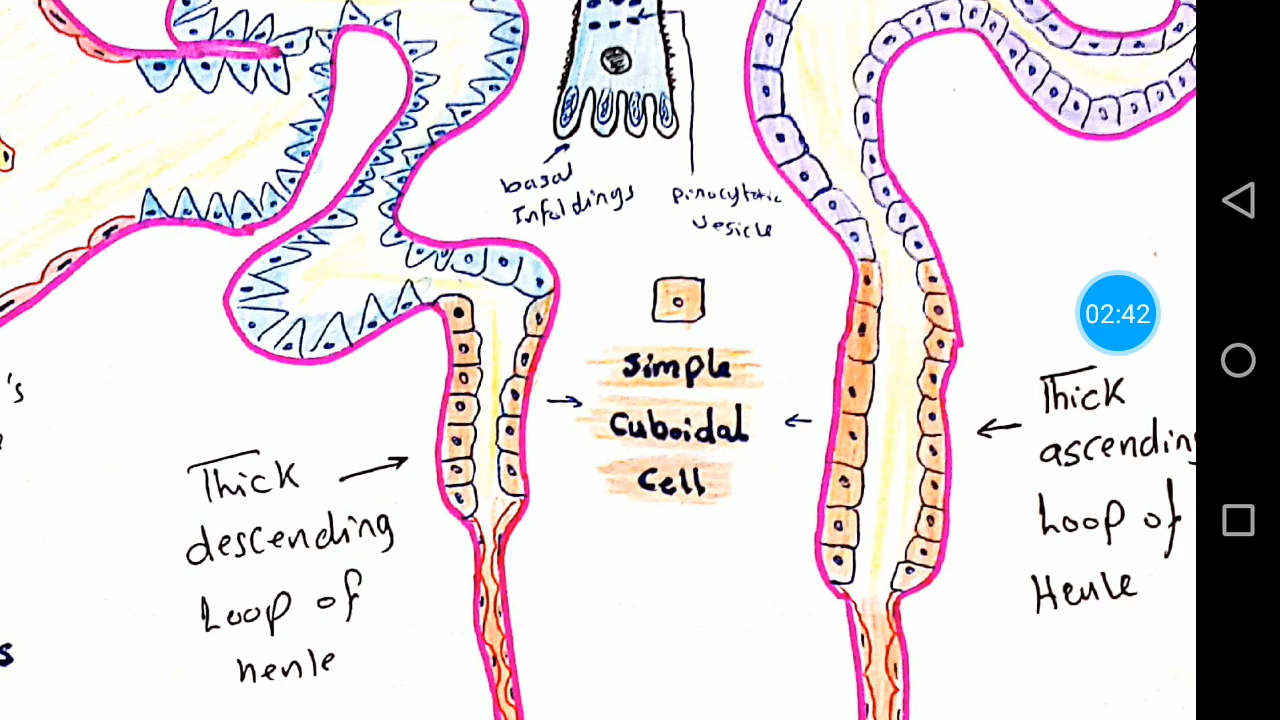 basal
Infoldings
Pinocytotic
Vesicle
's
Simple
Cuboidal
Cell
Thick
descending
Loop of
henle
Thick
ascending
Loop of
Henle
02:42
s